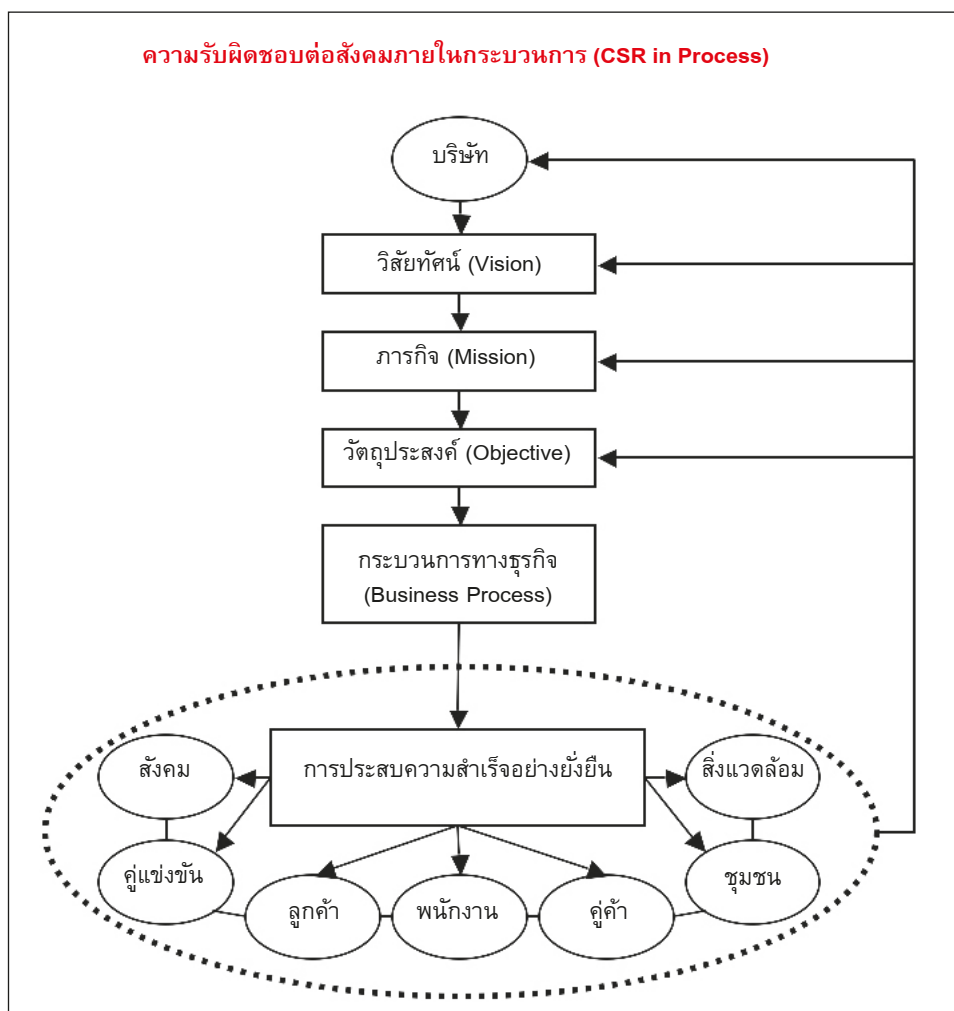 ความรับผิดชอบต่อสังคมภายในกระบวนการ (CSR in Process)
บริษัท
วิสัยทัศน์ (Vision)
ภารกิจ (Mission)
วัตถุประสงค์ (Objective)
กระบวนการทางธุรกิจ
(Business Process)
สังคม
การประสบความสำเร็จอย่างยั่งยืน
สิ่งแวดล้อม
คู่แข่งขัน
ลูกค้า
พนักงาน
คู่ค้า
ชุมชน